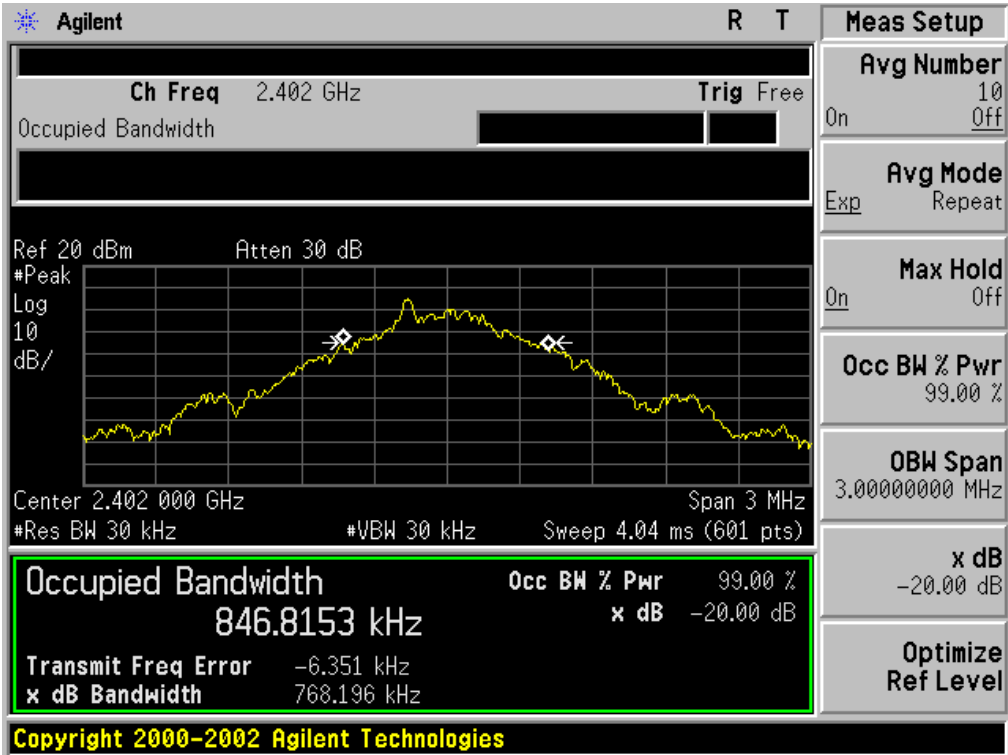 Agilent R T
Ch Freq 2.402 GHz Trig Free
Occupied Bandwidth
Ref 20 dBm Atten 30 dB
#Peak
Log
10
dB/
Center 2.402 000 GHz Span 3 MHz
#Res BW 30 kHz #VBW 30 kHz Sweep 4.04 ms (601 pts)
Occupied Bandwidth Occ BW % Pwr 99.00 %
846.8153 kHz x dB -20.00 dB
Transmit Freq Error -6.351 kHz
x dB Bandwidth 768.196 kHz
Copyright 2000-2002 Agilent Technologies
Meas Setup
Avg Number
10
On Off
Avg Mode
Exp Repeat
Max Hold
On Off
Occ BW % Pwr
99.00 %
OBW Span
3.00000000 MHz
x dB
-20.00 dB
Optimize
Ref Level